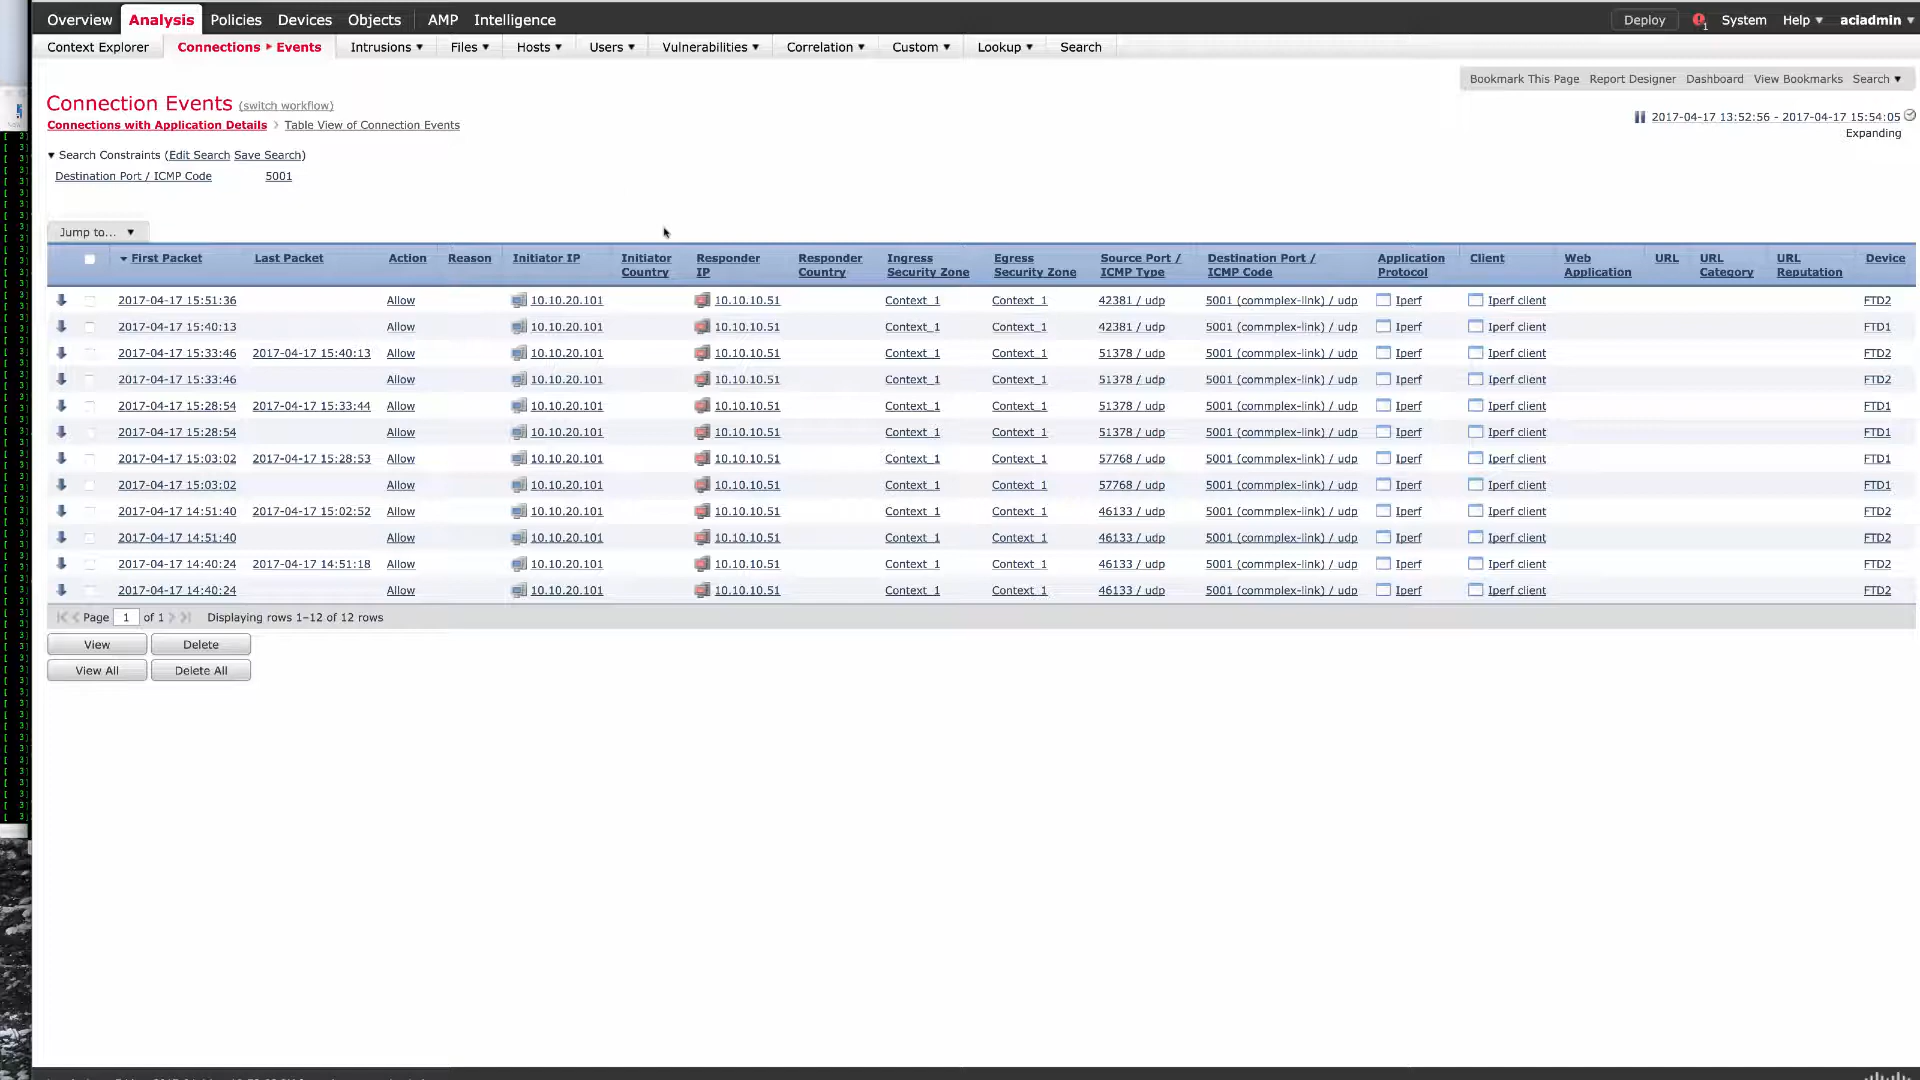 Overview Analysis Policies Devices Objects AMP Intelligence Deploy 1 System Help ▾ aciadmin ▾
Context Explorer Connections ▸ Events Intrusions ▾ Files ▾ Hosts ▾ Users ▾ Vulnerabilities ▾ Correlation ▾ Custom ▾ Lookup ▾ Search
Bookmark This Page Report Designer Dashboard View Bookmarks Search ▾
Connection Events (switch workflow)
2017-04-17 13:52:56 - 2017-04-17 15:54:05
Connections with Application Details > Table View of Connection Events
Expanding
▾ Search Constraints (Edit Search Save Search)
Destination Port / ICMP Code 5001
Jump to... ▾
▾ First Packet Last Packet Action Reason Initiator IP Initiator Country Responder IP Responder Country Ingress Security Zone Egress Security Zone Source Port / ICMP Type Destination Port / ICMP Code Application Protocol Client Web Application URL URL Category URL Reputation Device
2017-04-17 15:51:36 Allow 10.10.20.101 10.10.10.51 Context_1 Context_1 42381 / udp 5001 (commplex-link) / udp Iperf Iperf client FTD2
2017-04-17 15:40:13 Allow 10.10.20.101 10.10.10.51 Context_1 Context_1 42381 / udp 5001 (commplex-link) / udp Iperf Iperf client FTD1
2017-04-17 15:33:46 2017-04-17 15:40:13 Allow 10.10.20.101 10.10.10.51 Context_1 Context_1 51378 / udp 5001 (commplex-link) / udp Iperf Iperf client FTD2
2017-04-17 15:33:46 Allow 10.10.20.101 10.10.10.51 Context_1 Context_1 51378 / udp 5001 (commplex-link) / udp Iperf Iperf client FTD2
2017-04-17 15:28:54 2017-04-17 15:33:44 Allow 10.10.20.101 10.10.10.51 Context_1 Context_1 51378 / udp 5001 (commplex-link) / udp Iperf Iperf client FTD1
2017-04-17 15:28:54 Allow 10.10.20.101 10.10.10.51 Context_1 Context_1 51378 / udp 5001 (commplex-link) / udp Iperf Iperf client FTD1
2017-04-17 15:03:02 2017-04-17 15:28:53 Allow 10.10.20.101 10.10.10.51 Context_1 Context_1 57768 / udp 5001 (commplex-link) / udp Iperf Iperf client FTD1
2017-04-17 15:03:02 Allow 10.10.20.101 10.10.10.51 Context_1 Context_1 57768 / udp 5001 (commplex-link) / udp Iperf Iperf client FTD1
2017-04-17 14:51:40 2017-04-17 15:02:52 Allow 10.10.20.101 10.10.10.51 Context_1 Context_1 46133 / udp 5001 (commplex-link) / udp Iperf Iperf client FTD2
2017-04-17 14:51:40 Allow 10.10.20.101 10.10.10.51 Context_1 Context_1 46133 / udp 5001 (commplex-link) / udp Iperf Iperf client FTD2
2017-04-17 14:40:24 2017-04-17 14:51:18 Allow 10.10.20.101 10.10.10.51 Context_1 Context_1 46133 / udp 5001 (commplex-link) / udp Iperf Iperf client FTD2
2017-04-17 14:40:24 Allow 10.10.20.101 10.10.10.51 Context_1 Context_1 46133 / udp 5001 (commplex-link) / udp Iperf Iperf client FTD2
Page 1 of 1 Displaying rows 1–12 of 12 rows
View Delete
View All Delete All